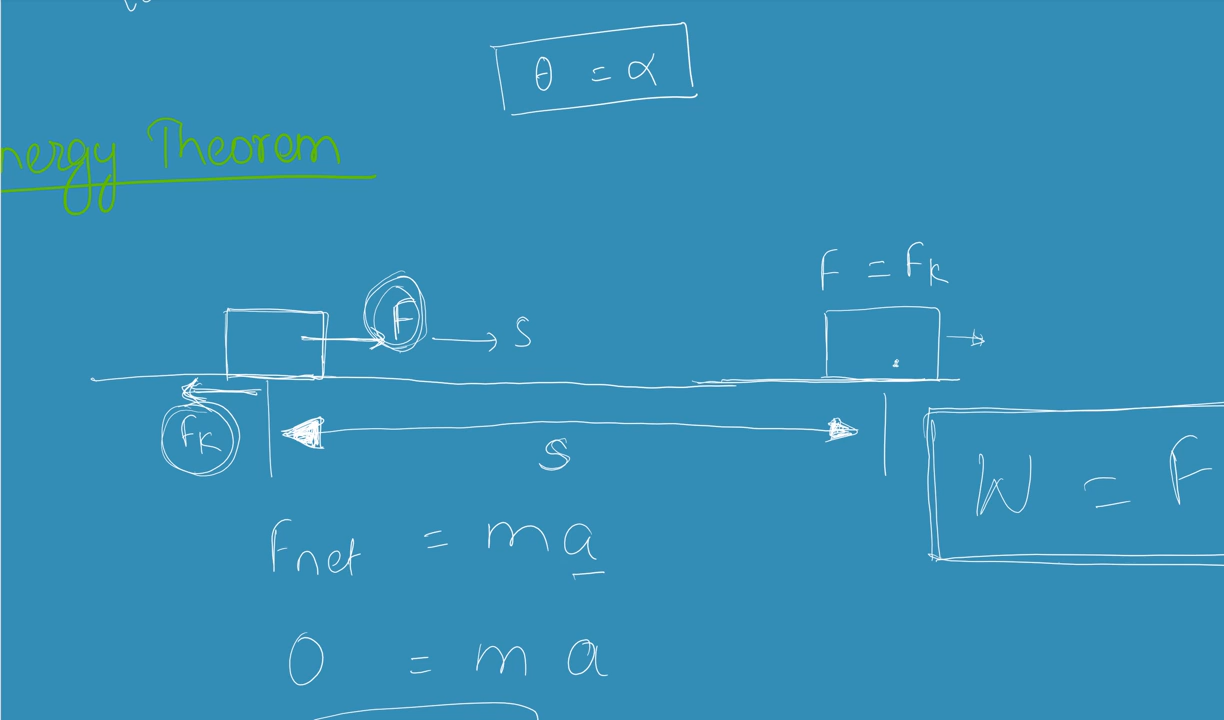 θ = α
nergy Theorem
F = Fk
F
S
Fk
S
W = F
Fnet = ma
0 = ma